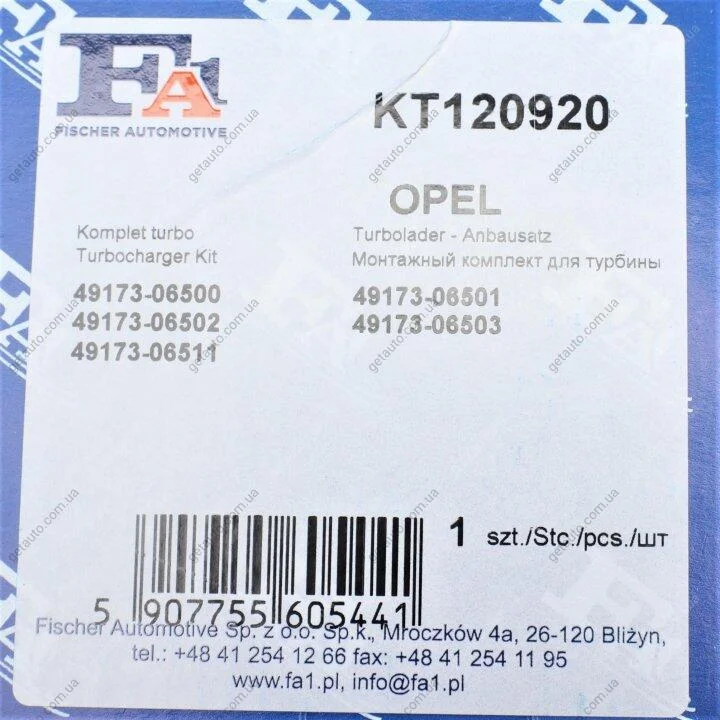 FA1
FISCHER AUTOMOTIVE
KT120920
OPEL
Komplet turbo
Turbocharger Kit
Turbolader - Anbausatz
Монтажный комплект для турбины
49173-06500
49173-06501
49173-06502
49173-06503
49173-06511
1 szt./Stc./pcs./шт
5 907755 605441
Fischer Automotive Sp. z o.o. Sp.k., Mroczków 4a, 26-120 Bliżyn,
tel.: +48 41 254 12 66 fax: +48 41 254 11 95
www.fa1.pl, info@fa1.pl
getauto.com.ua